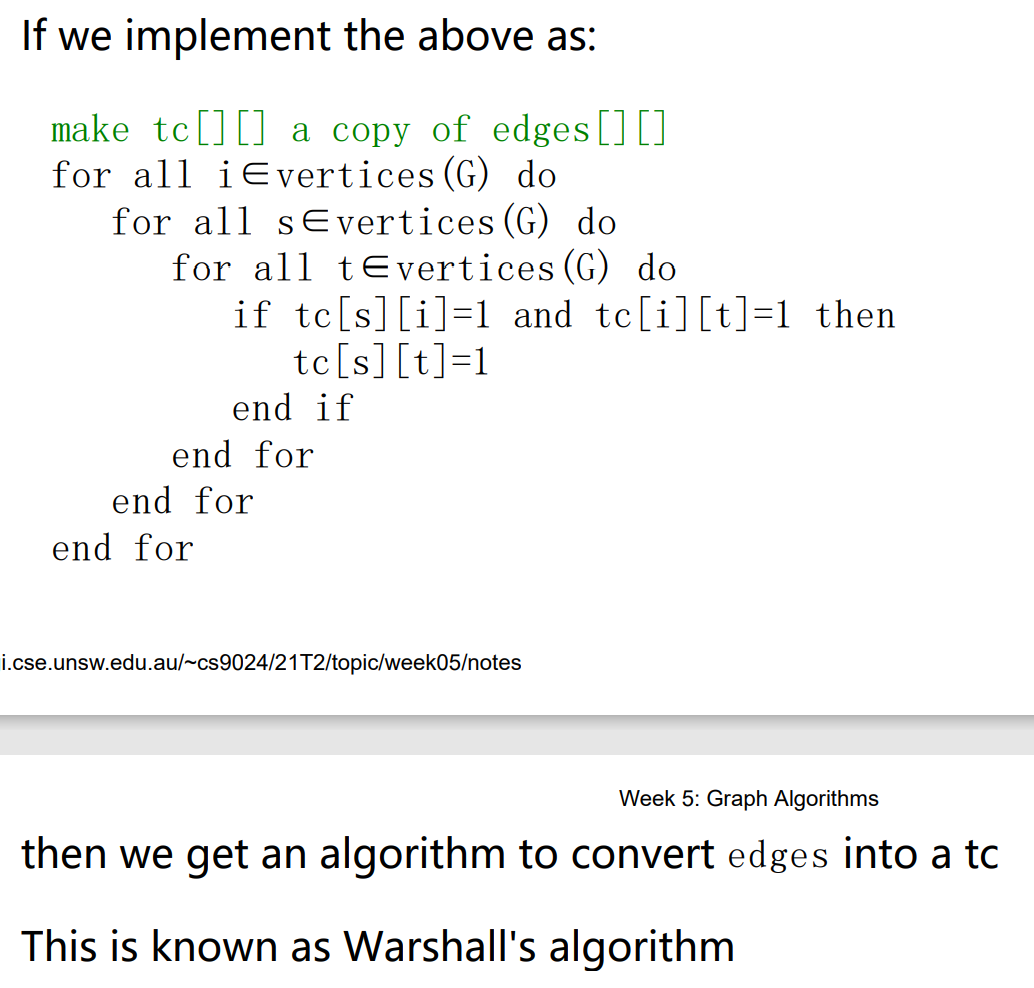 If we implement the above as:
make tc[][] a copy of edges[][]
for all i∈vertices(G) do
for all s∈vertices(G) do
for all t∈vertices(G) do
if tc[s][i]=1 and tc[i][t]=1 then
tc[s][t]=1
end if
end for
end for
end for
i.cse.unsw.edu.au/~cs9024/21T2/topic/week05/notes
Week 5: Graph Algorithms
then we get an algorithm to convert edges into a tc
This is known as Warshall's algorithm